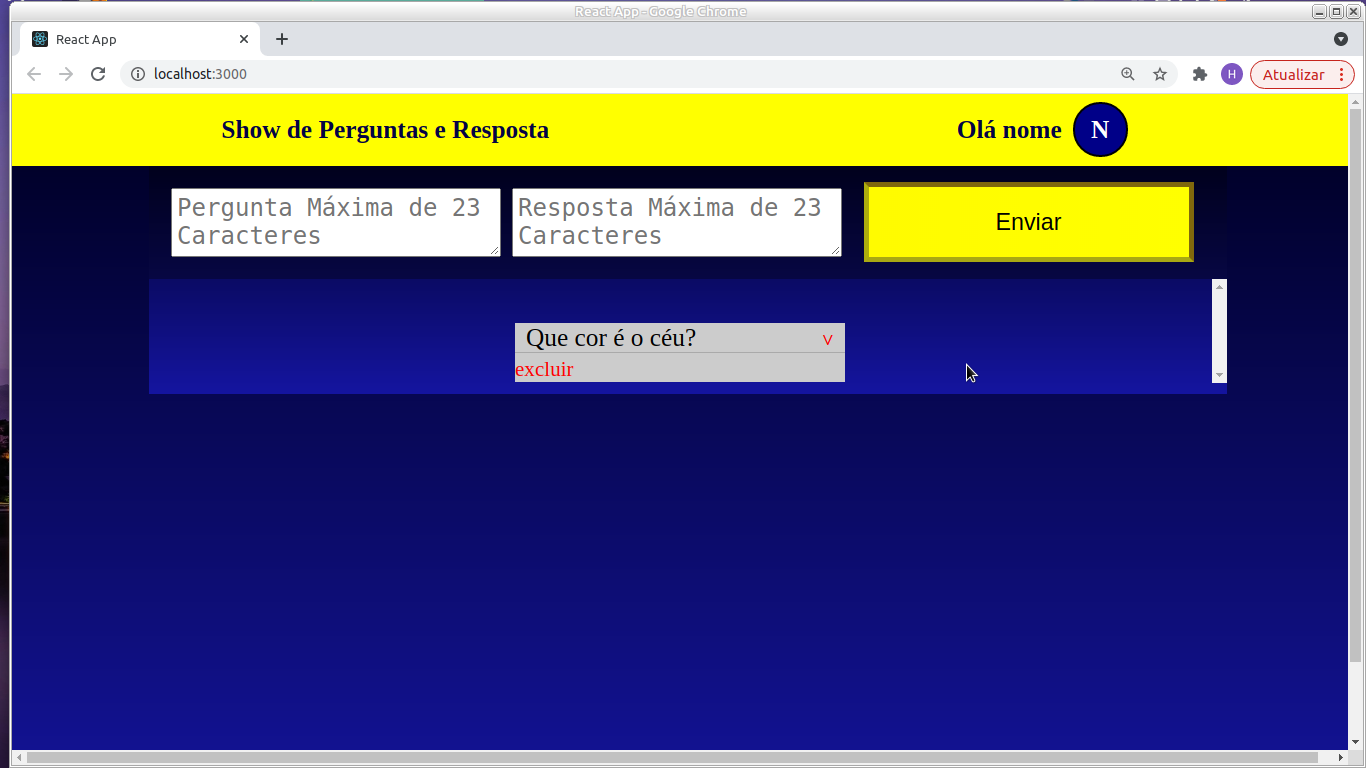 React App - Google Chrome
React App
localhost:3000
H
Atualizar
Show de Perguntas e Resposta
Olá nome
N
Pergunta Máxima de 23
Caracteres
Resposta Máxima de 23
Caracteres
Enviar
Que cor é o céu?
v
excluir